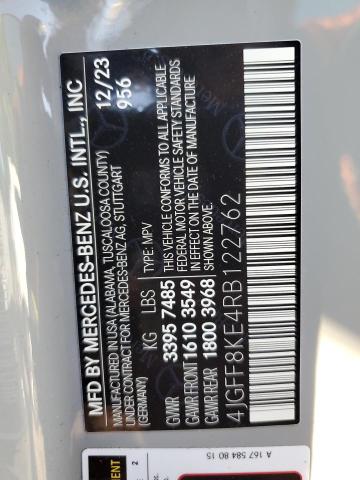 MFD BY MERCEDES-BENZ U.S. INTL., INC
MANUFACTURED IN USA (ALABAMA, TUSCALOOSA COUNTY)
UNDER CONTRACT FOR MERCEDES-BENZ AG, STUTTGART
(GERMANY)
12/23
956
KG LBS TYPE: MPV
GVWR 3395 7485
GAWR FRONT 1610 3549
GAWR REAR 1800 3968
THIS VEHICLE CONFORMS TO ALL APPLICABLE
FEDERAL MOTOR VEHICLE SAFETY STANDARDS
IN EFFECT ON THE DATE OF MANUFACTURE
SHOWN ABOVE.
4JGFF8KE4RB122762
A 167 584 80 15
2